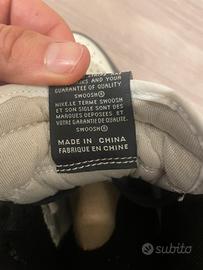 YOUR
GUARANTEE OF QUALITY
SWOOSH®
NIKE.LE TERME SWOOSH
ET SON SIGLE SONT DES
MARQUES DEPOSEES ET
VOTRE GARANTIE DE QUALITE
SWOOSH®
MADE IN CHINA
FABRIQUE EN CHINE
subito